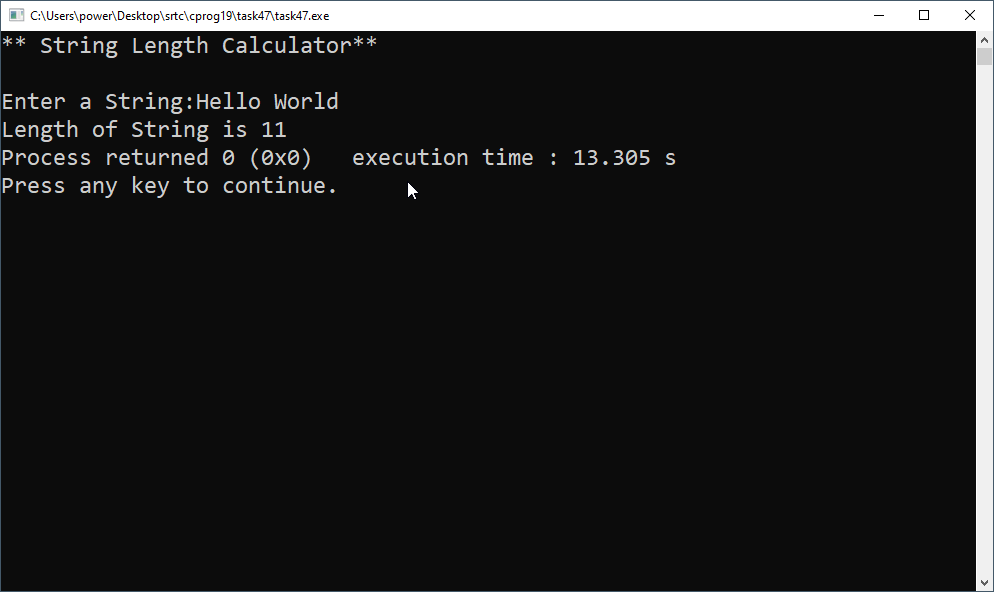 C:\Users\power\Desktop\srtc\cprog19\task47\task47.exe
** String Length Calculator**
Enter a String:Hello World
Length of String is 11
Process returned 0 (0x0)   execution time : 13.305 s
Press any key to continue.